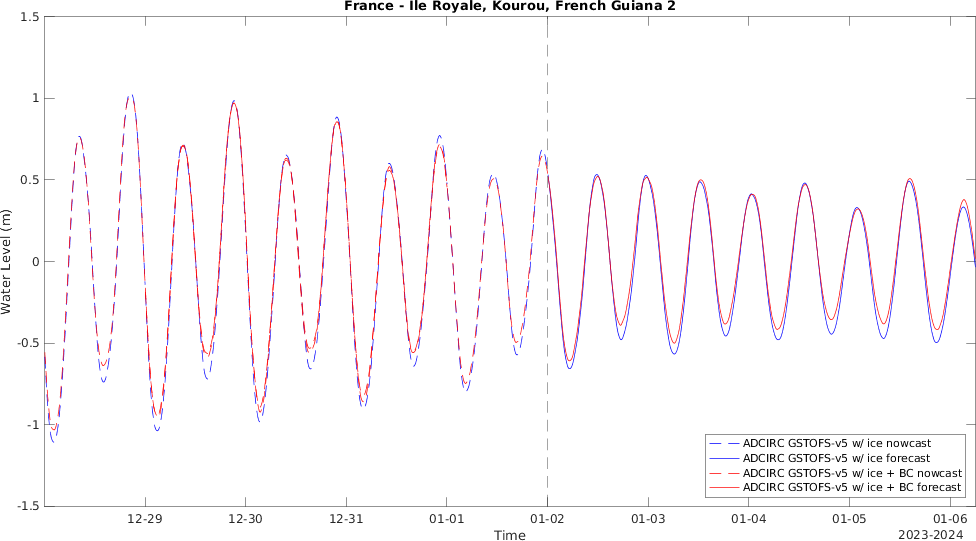 France - Ile Royale, Kourou, French Guiana 2
1.5
1
0.5
0
-0.5
-1
-1.5
Water Level (m)
12-29 12-30 12-31 01-01 01-02 01-03 01-04 01-05 01-06
Time
2023-2024
ADCIRC GSTOFS-v5 w/ ice nowcast
ADCIRC GSTOFS-v5 w/ ice forecast
ADCIRC GSTOFS-v5 w/ ice + BC nowcast
ADCIRC GSTOFS-v5 w/ ice + BC forecast